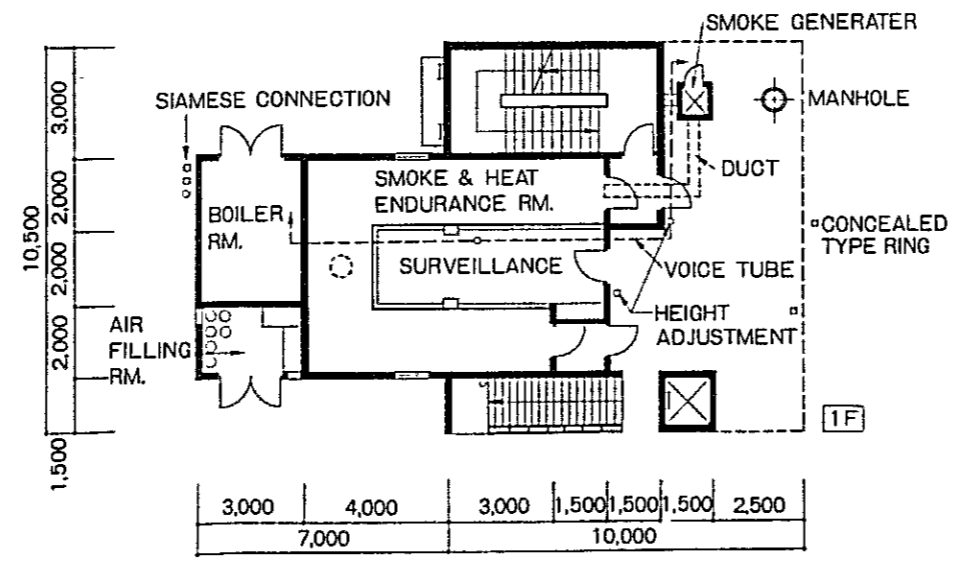 SMOKE GENERATER
SIAMESE CONNECTION
MANHOLE
DUCT
SMOKE & HEAT
ENDURANCE RM.
BOILER
RM.
CONCEALED
TYPE RING
SURVEILLANCE
VOICE TUBE
HEIGHT
ADJUSTMENT
AIR
FILLING
RM.
1F
10,500
3,000
2,000
2,000
2,000
1,500
3,000
4,000
3,000
1,500
1,500
1,500
2,500
7,000
10,000